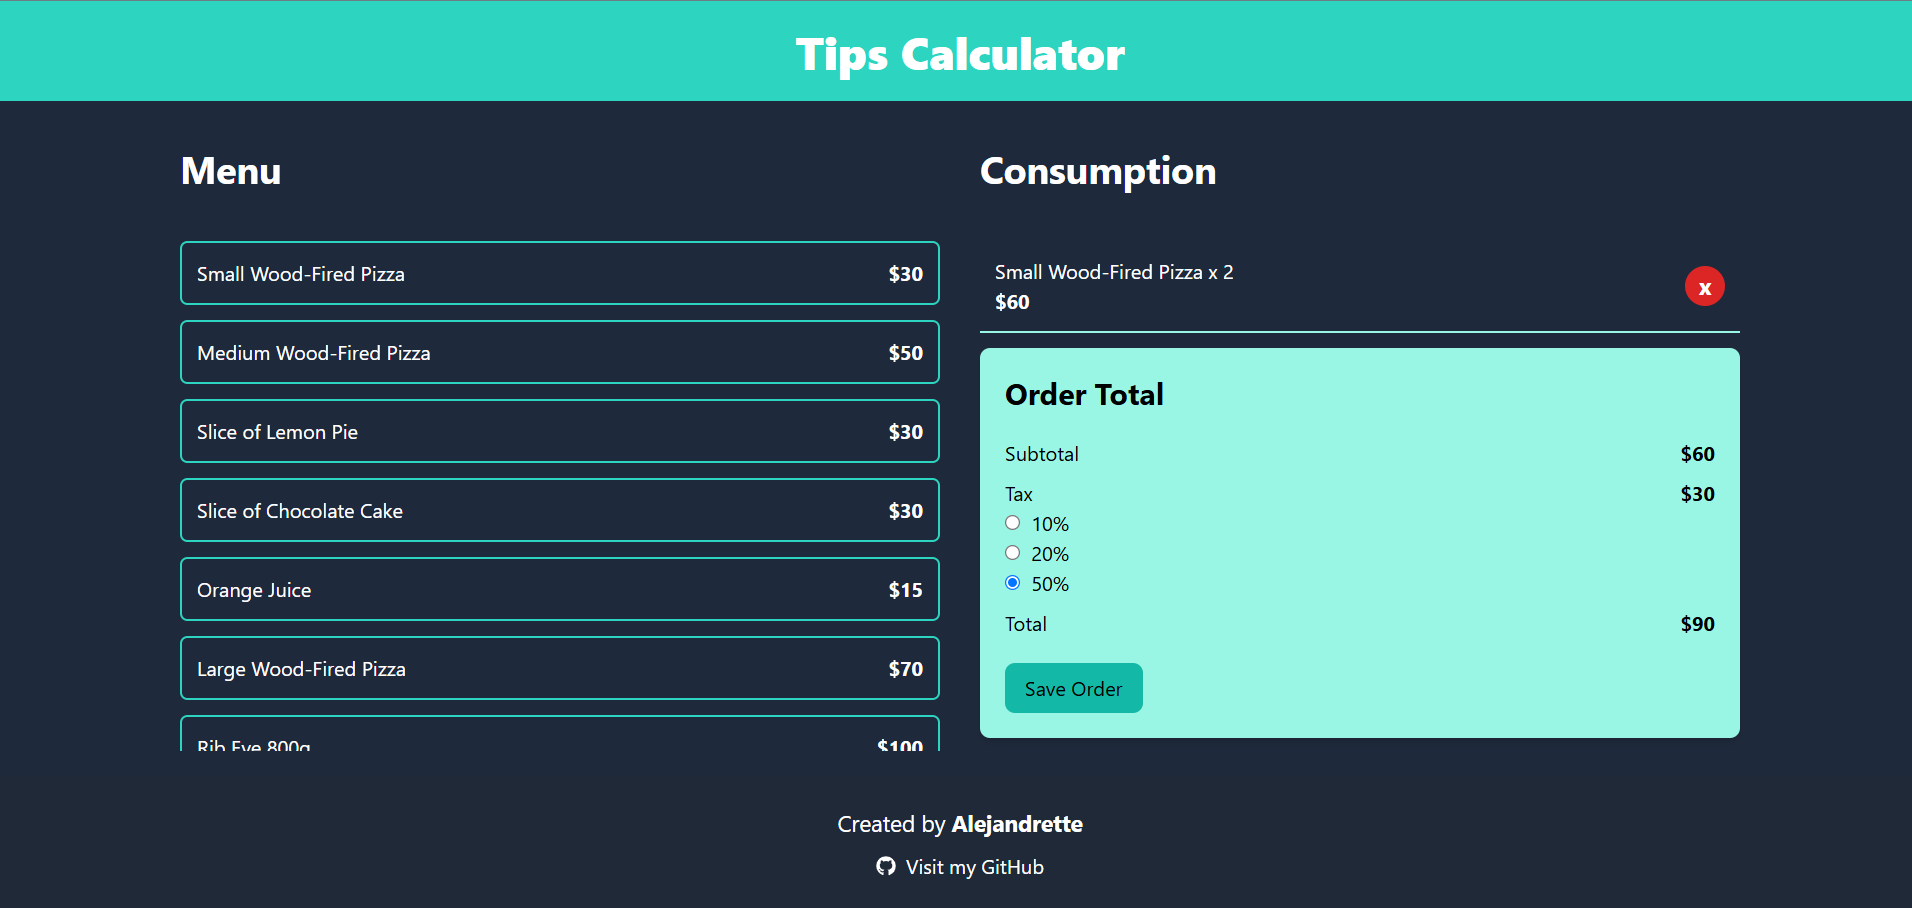 Tips Calculator
Menu
Small Wood-Fired Pizza $30
Medium Wood-Fired Pizza $50
Slice of Lemon Pie $30
Slice of Chocolate Cake $30
Orange Juice $15
Large Wood-Fired Pizza $70
Rib Eye 800g $100
Consumption
Small Wood-Fired Pizza x 2
$60
x
Order Total
Subtotal $60
Tax $30
10%
20%
50%
Total $90
Save Order
Created by Alejandrette
Visit my GitHub